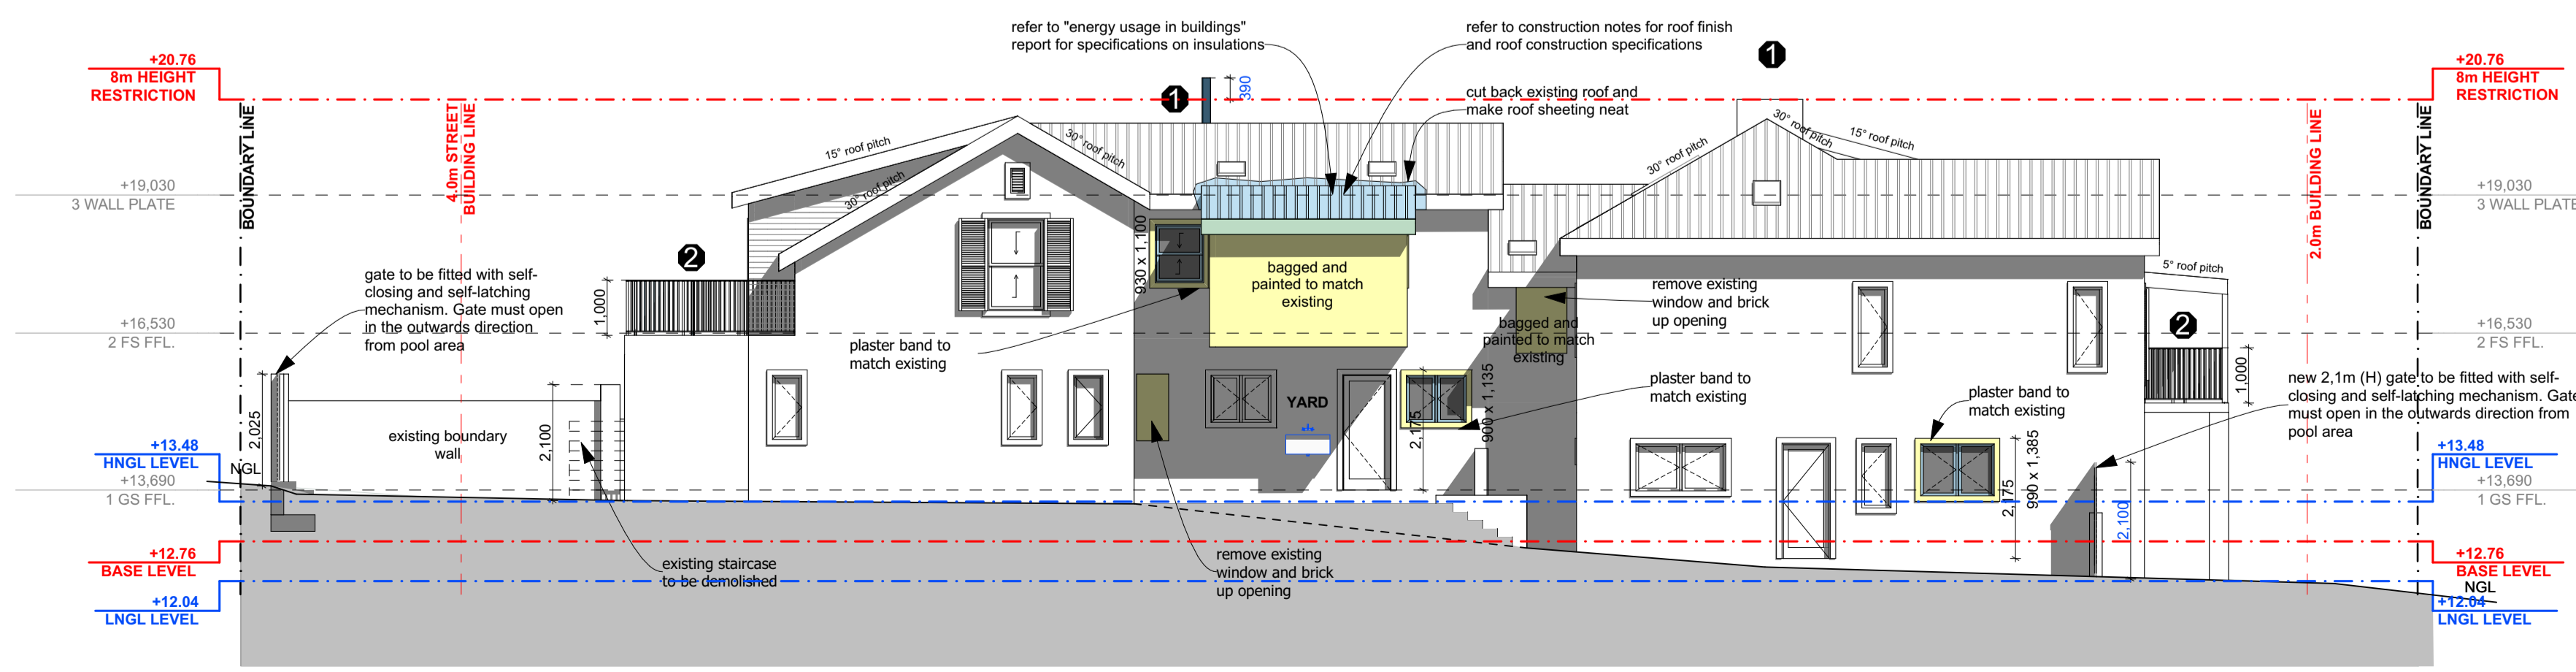 refer to "energy usage in buildings"
report for specifications on insulations
refer to construction notes for roof finish
and roof construction specifications
1
1
+20.76
8m HEIGHT
RESTRICTION
+20.76
8m HEIGHT
RESTRICTION
390
cut back existing roof and
make roof sheeting neat
BOUNDARY LINE
4.0m STREET
BUILDING LINE
15° roof pitch
30° roof pitch
30° roof pitch
30° roof pitch
30° roof pitch
15° roof pitch
2.0m BUILDING LINE
BOUNDARY LINE
+19,030
3 WALL PLATE
+19,030
3 WALL PLATE
2
930 x 1,100
gate to be fitted with self-
closing and self-latching
mechanism. Gate must open
in the outwards direction
from pool area
1,000
bagged and
painted to match
existing
remove existing
window and brick
up opening
5° roof pitch
+16,530
2 FS FFL.
+16,530
2 FS FFL.
2
bagged and
painted to match
existing
plaster band to
match existing
1,000
plaster band to
match existing
plaster band to
match existing
new 2,1m (H) gate to be fitted with self-
closing and self-latching mechanism. Gate
must open in the outwards direction from
pool area
YARD
2,025
existing boundary
wall
2,100
2,175
900 x 1,135
2,175
990 x 1,385
2,100
+13.48
HNGL LEVEL
NGL
+13,690
1 GS FFL.
+13.48
HNGL LEVEL
+13,690
1 GS FFL.
+12.76
BASE LEVEL
existing staircase
to be demolished
remove existing
window and brick
up opening
+12.76
BASE LEVEL
NGL
+12.04
LNGL LEVEL
+12.04
LNGL LEVEL